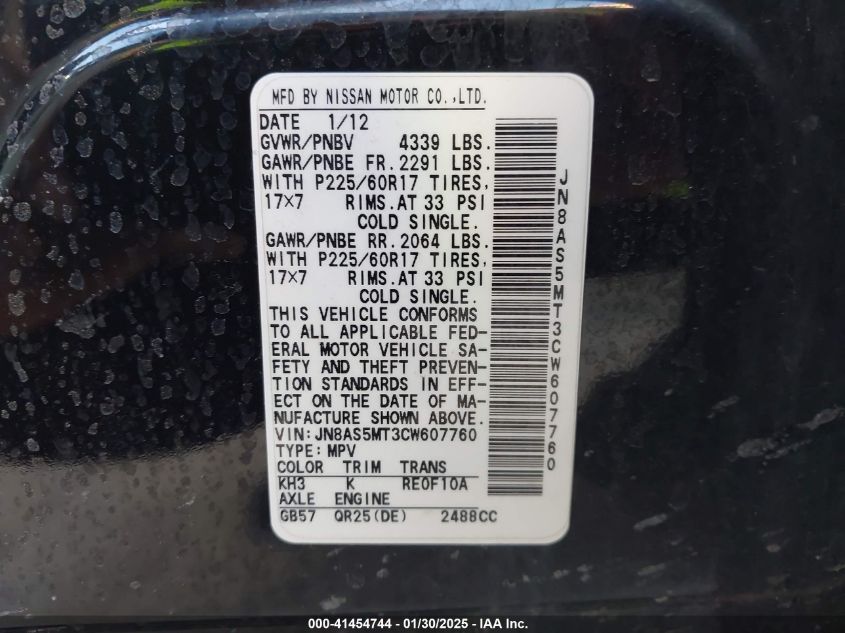 MFD BY NISSAN MOTOR CO.,LTD.
DATE 1/12
GVWR/PNBV 4339 LBS.
GAWR/PNBE FR.2291 LBS.
WITH P225/60R17 TIRES,
17×7 RIMS.AT 33 PSI
COLD SINGLE.
GAWR/PNBE RR.2064 LBS.
WITH P225/60R17 TIRES,
17×7 RIMS.AT 33 PSI
COLD SINGLE.
THIS VEHICLE CONFORMS
TO ALL APPLICABLE FED-
ERAL MOTOR VEHICLE SA-
FETY AND THEFT PREVEN-
TION STANDARDS IN EFF-
ECT ON THE DATE OF MA-
NUFACTURE SHOWN ABOVE.
VIN:JN8AS5MT3CW607760
TYPE:MPV
COLOR TRIM TRANS
KH3 K RE0F10A
AXLE ENGINE
GB57 QR25(DE) 2488CC
JN8AS5MT3CW607760
000-41454744 — 01/30/2025 — IAA Inc.